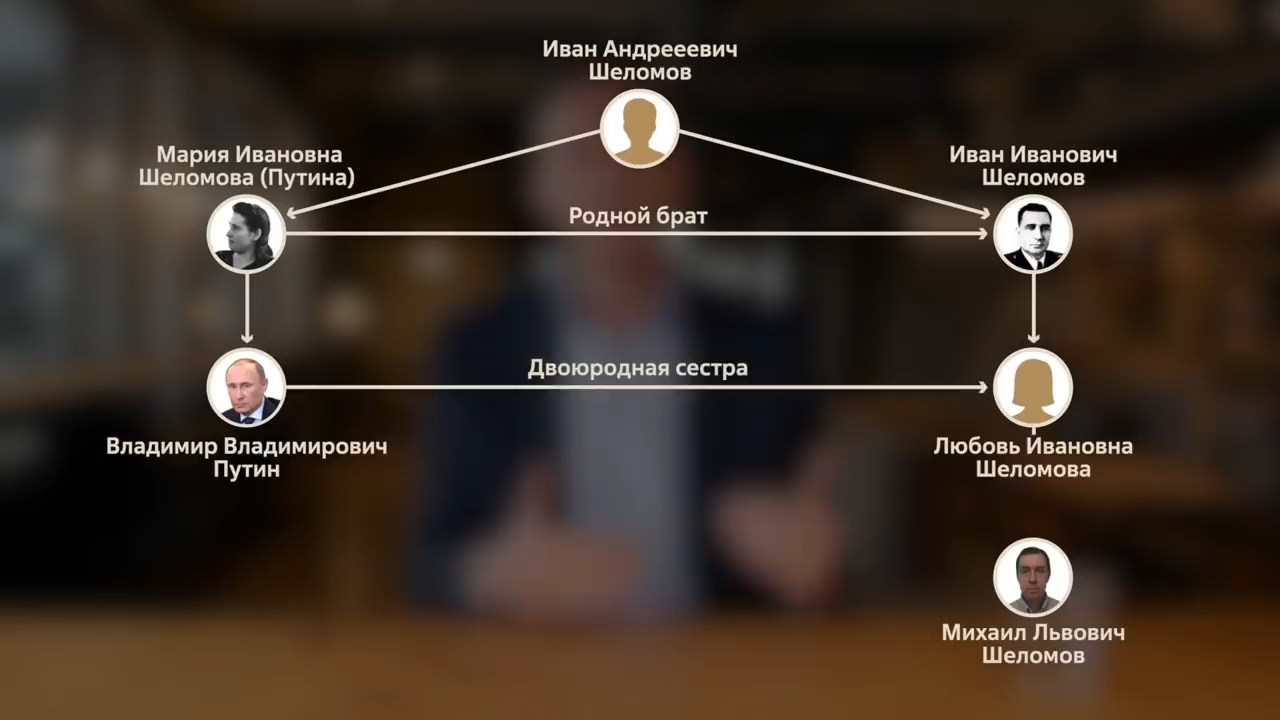 Иван Андрееевич
Шеломов
Мария Ивановна
Шеломова (Путина)
Иван Иванович
Шеломов
Родной брат
Двоюродная сестра
Владимир Владимирович
Путин
Любовь Ивановна
Шеломова
Михаил Львович
Шеломов